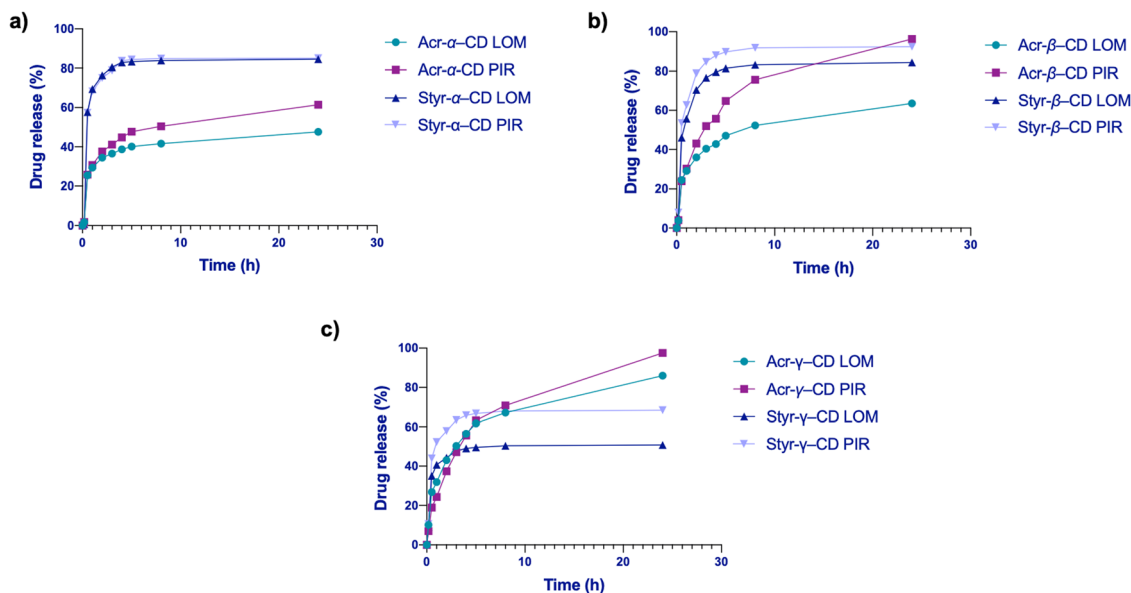 a)
Drug release (%)
100
80
60
40
20
0
0
10
20
30
Time (h)
Acr-α–CD LOM
Acr-α-CD PIR
Styr-α–CD LOM
Styr-α–CD PIR
b)
Drug release (%)
100
80
60
40
20
0
0
10
20
30
Time (h)
Acr-β–CD LOM
Acr-β–CD PIR
Styr-β–CD LOM
Styr-β–CD PIR
c)
Drug release (%)
100
80
60
40
20
0
0
10
20
30
Time (h)
Acr-γ–CD LOM
Acr-γ–CD PIR
Styr-γ–CD LOM
Styr-γ–CD PIR